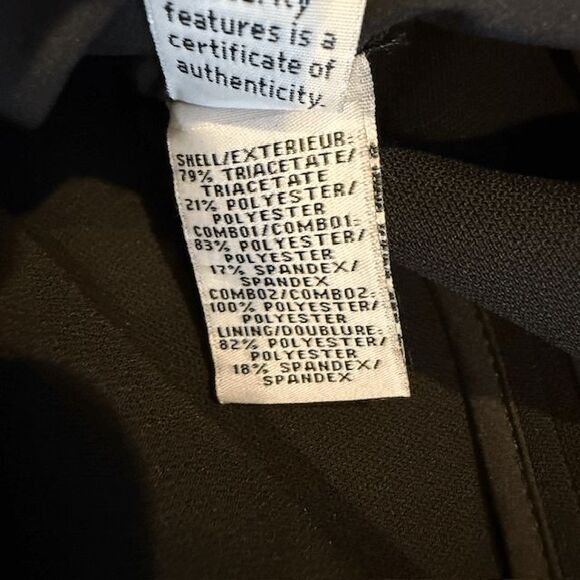 features is a
certificate of
authenticity.
SHELL/EXTERIEUR:
79% TRIACETATE/
TRIACETATE
21% POLYESTER/
POLYESTER
COMBO1/COMBO1:
83% POLYESTER/
POLYESTER
17% SPANDEX/
SPANDEX
COMBO2/COMBO2:
100% POLYESTER/
POLYESTER
LINING/DOUBLURE:
82% POLYESTER/
POLYESTER
18% SPANDEX/
SPANDEX